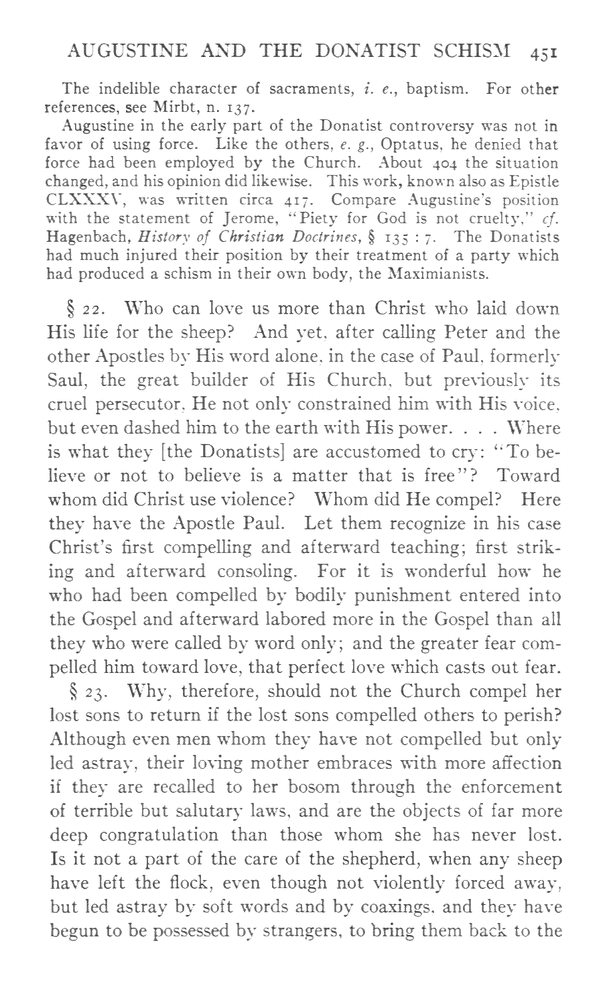 AUGUSTINE AND THE DONATIST SCHISM 451
The indelible character of sacraments, i. e., baptism. For other
references, see Mirbt, n. 137.
Augustine in the early part of the Donatist controversy was not in
favor of using force. Like the others, e. g., Optatus, he denied that
force had been employed by the Church. About 404 the situation
changed, and his opinion did likewise. This work, known also as Epistle
CLXXXV, was written circa 417. Compare Augustine's position
with the statement of Jerome, "Piety for God is not cruelty," cf.
Hagenbach, History of Christian Doctrines, § 135 : 7. The Donatists
had much injured their position by their treatment of a party which
had produced a schism in their own body, the Maximianists.
§ 22. Who can love us more than Christ who laid down
His life for the sheep? And yet, after calling Peter and the
other Apostles by His word alone, in the case of Paul, formerly
Saul, the great builder of His Church, but previously its
cruel persecutor, He not only constrained him with His voice,
but even dashed him to the earth with His power. . . . Where
is what they [the Donatists] are accustomed to cry: "To be-
lieve or not to believe is a matter that is free"? Toward
whom did Christ use violence? Whom did He compel? Here
they have the Apostle Paul. Let them recognize in his case
Christ's first compelling and afterward teaching; first strik-
ing and afterward consoling. For it is wonderful how he
who had been compelled by bodily punishment entered into
the Gospel and afterward labored more in the Gospel than all
they who were called by word only; and the greater fear com-
pelled him toward love, that perfect love which casts out fear.
§ 23. Why, therefore, should not the Church compel her
lost sons to return if the lost sons compelled others to perish?
Although even men whom they have not compelled but only
led astray, their loving mother embraces with more affection
if they are recalled to her bosom through the enforcement
of terrible but salutary laws, and are the objects of far more
deep congratulation than those whom she has never lost.
Is it not a part of the care of the shepherd, when any sheep
have left the flock, even though not violently forced away,
but led astray by soft words and by coaxings, and they have
begun to be possessed by strangers, to bring them back to the